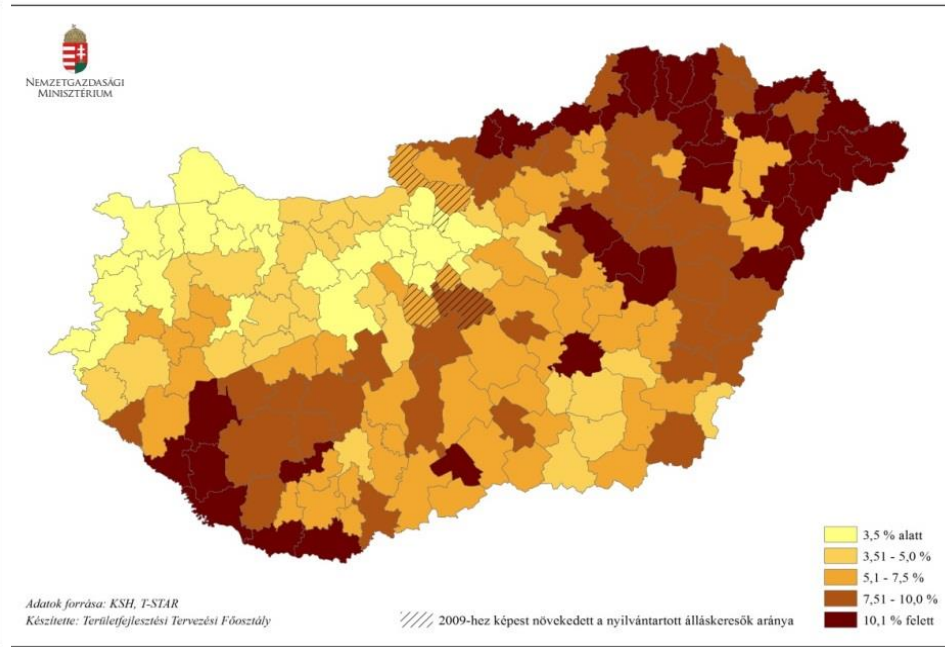 NEMZETGAZDASÁGI
MINISZTÉRIUM
3,5 % alatt
3,51 - 5,0 %
5,1 - 7,5 %
7,51 - 10,0 %
10,1 % felett
Adatok forrása: KSH, T-STAR
Készítette: Területfejlesztési Tervezési Főosztály
2009-hez képest növekedett a nyilvántartott álláskeresők aránya